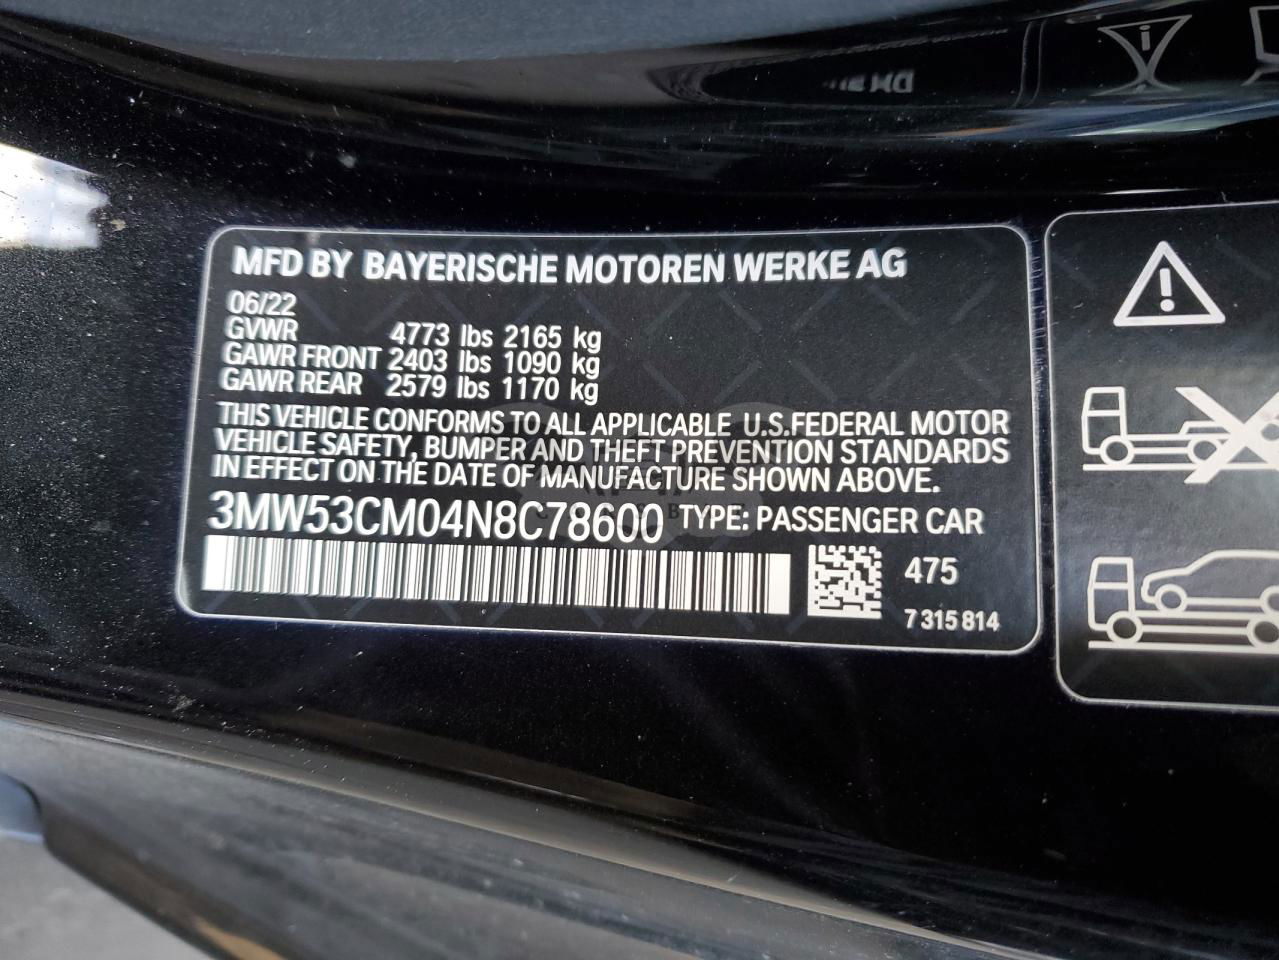 MFD BY BAYERISCHE MOTOREN WERKE AG
06/22
GVWR 4773 lbs 2165 kg
GAWR FRONT 2403 lbs 1090 kg
GAWR REAR 2579 lbs 1170 kg
THIS VEHICLE CONFORMS TO ALL APPLICABLE U.S.FEDERAL MOTOR
VEHICLE SAFETY, BUMPER AND THEFT PREVENTION STANDARDS
IN EFFECT ON THE DATE OF MANUFACTURE SHOWN ABOVE.
3MW53CM04N8C78600 TYPE: PASSENGER CAR
475
7 315 814